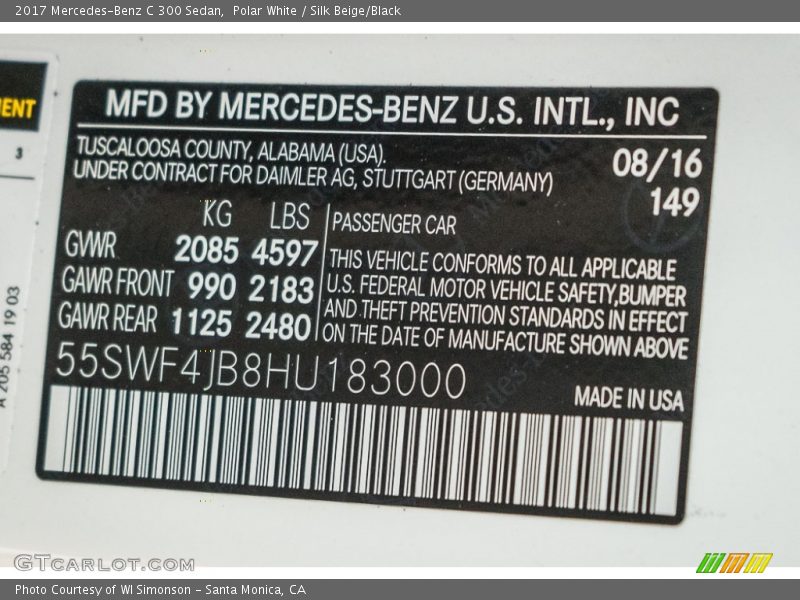 2017 Mercedes-Benz C 300 Sedan, Polar White / Silk Beige/Black
MENT
3
A 205 584 19 03
MFD BY MERCEDES-BENZ U.S. INTL., INC
TUSCALOOSA COUNTY, ALABAMA (USA).
UNDER CONTRACT FOR DAIMLER AG, STUTTGART (GERMANY)
08/16
149
KG LBS
GVWR 2085 4597
GAWR FRONT 990 2183
GAWR REAR 1125 2480
PASSENGER CAR
THIS VEHICLE CONFORMS TO ALL APPLICABLE
U.S. FEDERAL MOTOR VEHICLE SAFETY,BUMPER
AND THEFT PREVENTION STANDARDS IN EFFECT
ON THE DATE OF MANUFACTURE SHOWN ABOVE
55SWF4JB8HU183000
MADE IN USA
GTCARLOT.COM
Photo Courtesy of WI Simonson - Santa Monica, CA